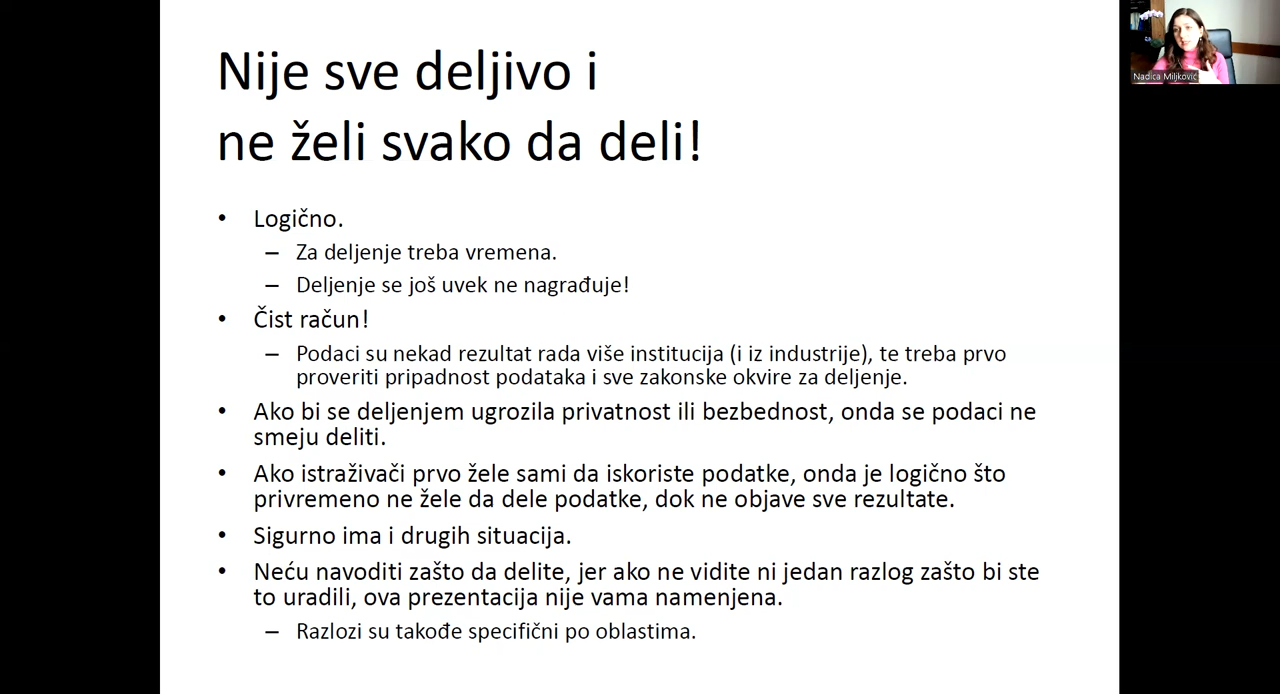 Nije sve deljivo i
ne želi svako da deli!
• Logično.
– Za deljenje treba vremena.
– Deljenje se još uvek ne nagrađuje!
• Čist račun!
– Podaci su nekad rezultat rada više institucija (i iz industrije), te treba prvo
proveriti pripadnost podataka i sve zakonske okvire za deljenje.
• Ako bi se deljenjem ugrozila privatnost ili bezbednost, onda se podaci ne
smeju deliti.
• Ako istraživači prvo žele sami da iskoriste podatke, onda je logično što
privremeno ne žele da dele podatke, dok ne objave sve rezultate.
• Sigurno ima i drugih situacija.
• Neću navoditi zašto da delite, jer ako ne vidite ni jedan razlog zašto bi ste
to uradili, ova prezentacija nije vama namenjena.
– Razlozi su takođe specifični po oblastima.
Nadica Miljković